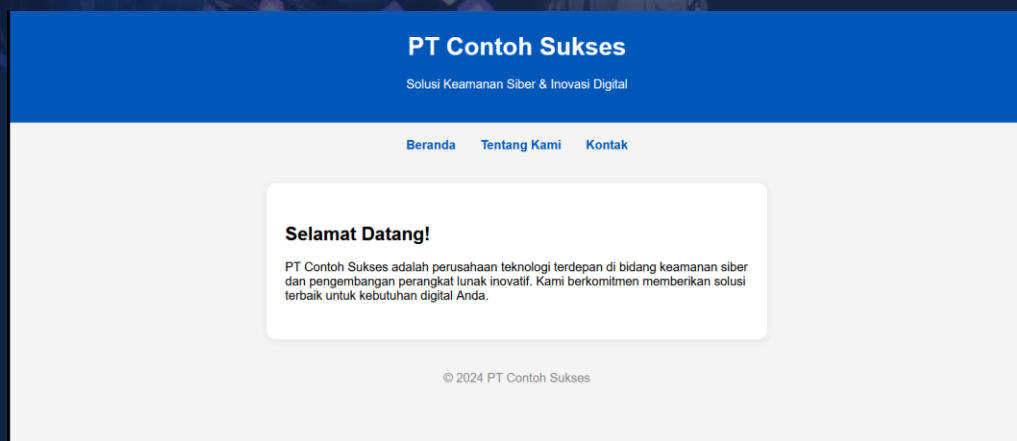 PT Contoh Sukses
Solusi Keamanan Siber & Inovasi Digital
Beranda Tentang Kami Kontak
Selamat Datang!
PT Contoh Sukses adalah perusahaan teknologi terdepan di bidang keamanan siber
dan pengembangan perangkat lunak inovatif. Kami berkomitmen memberikan solusi
terbaik untuk kebutuhan digital Anda.
© 2024 PT Contoh Sukses